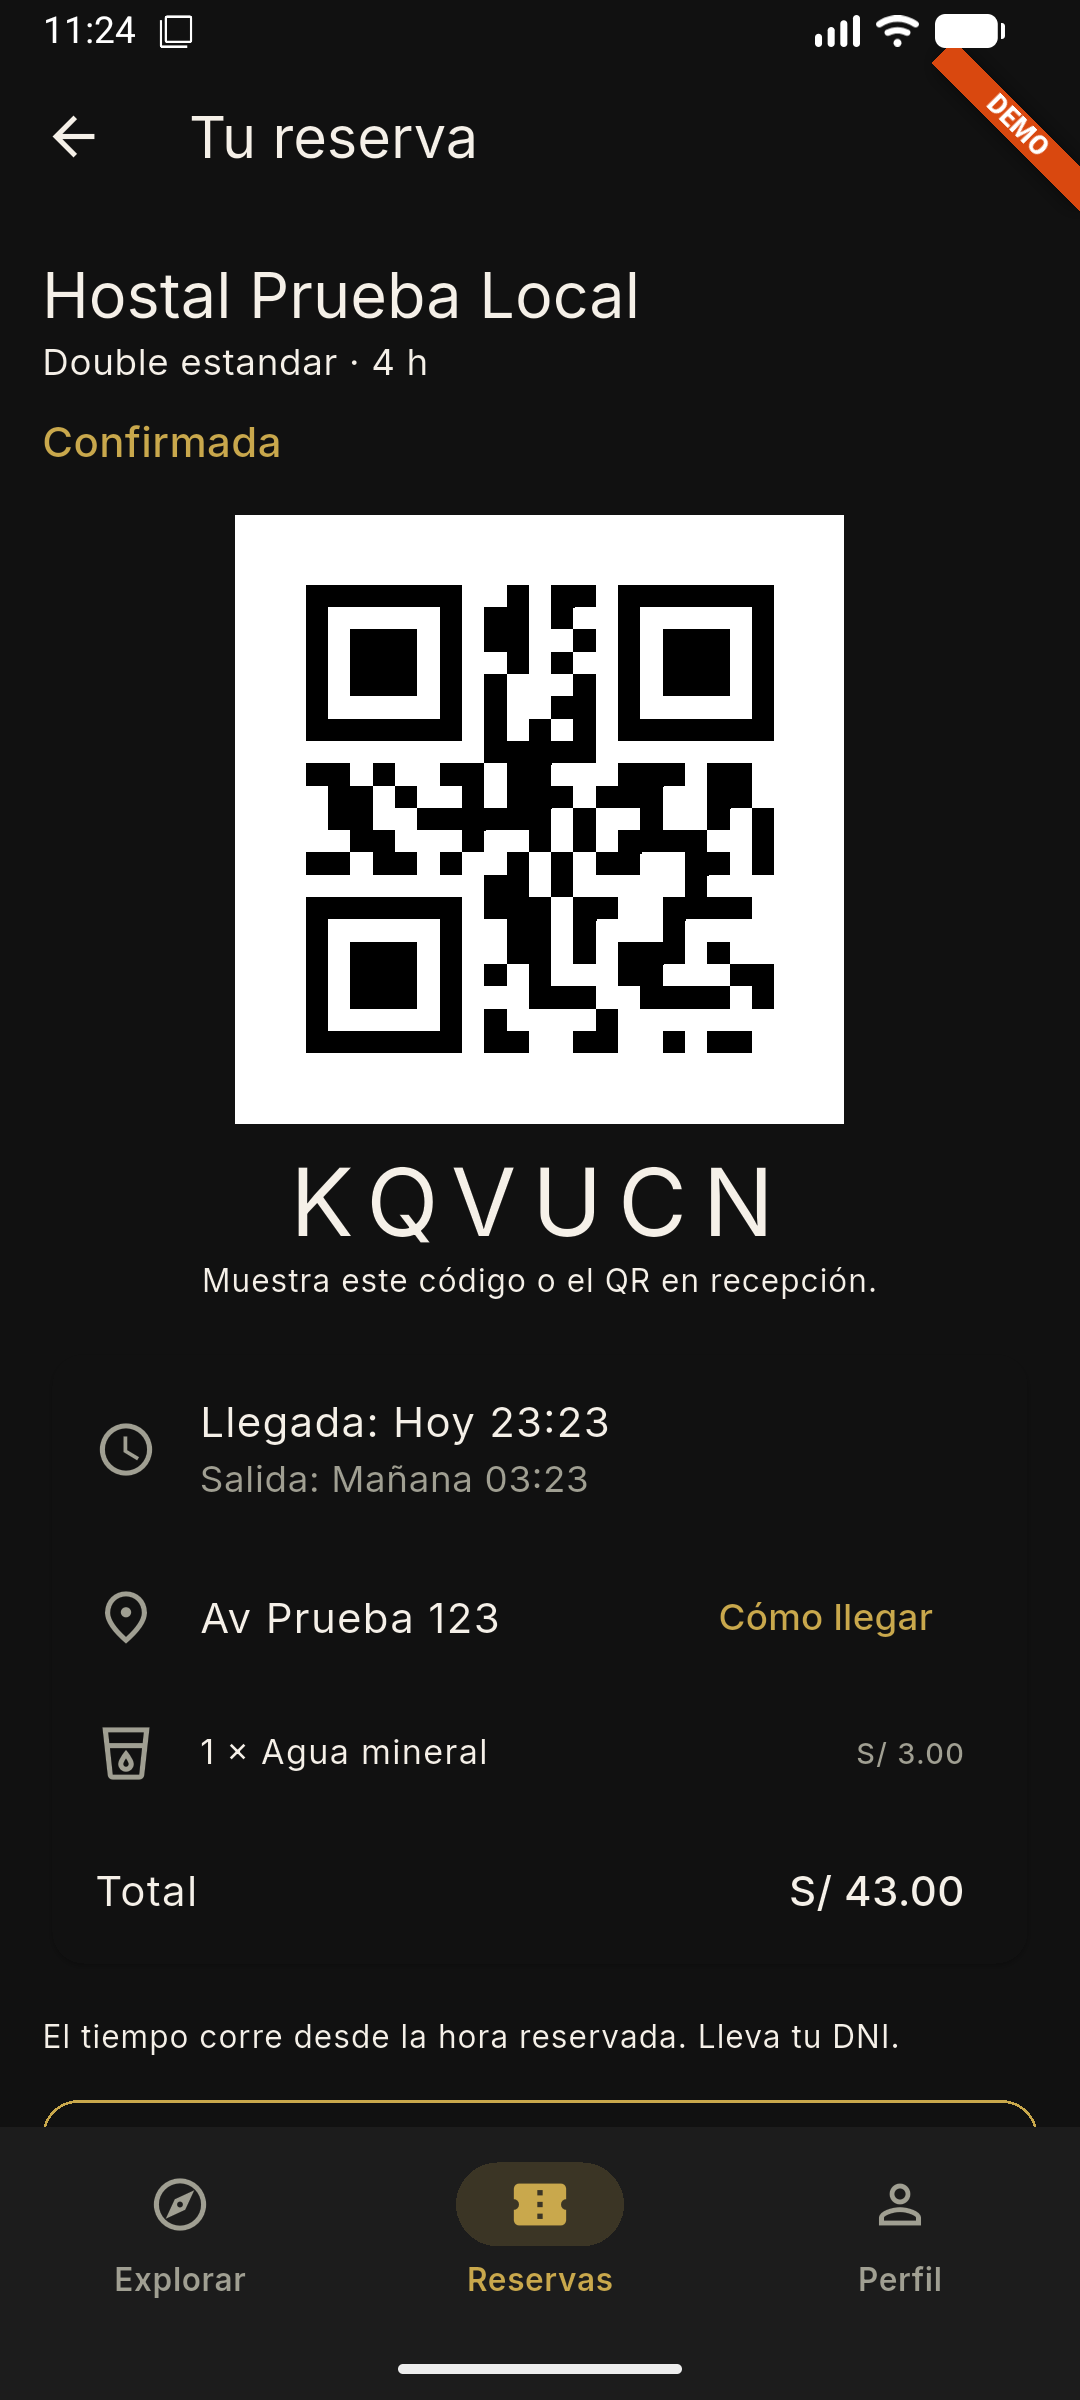 11:24
DEMO
Tu reserva
Hostal Prueba Local
Double estandar · 4 h
Confirmada
KQVUCN
Muestra este código o el QR en recepción.
Llegada: Hoy 23:23
Salida: Mañana 03:23
Av Prueba 123
Cómo llegar
1 × Agua mineral
S/ 3.00
Total
S/ 43.00
El tiempo corre desde la hora reservada. Lleva tu DNI.
Explorar
Reservas
Perfil